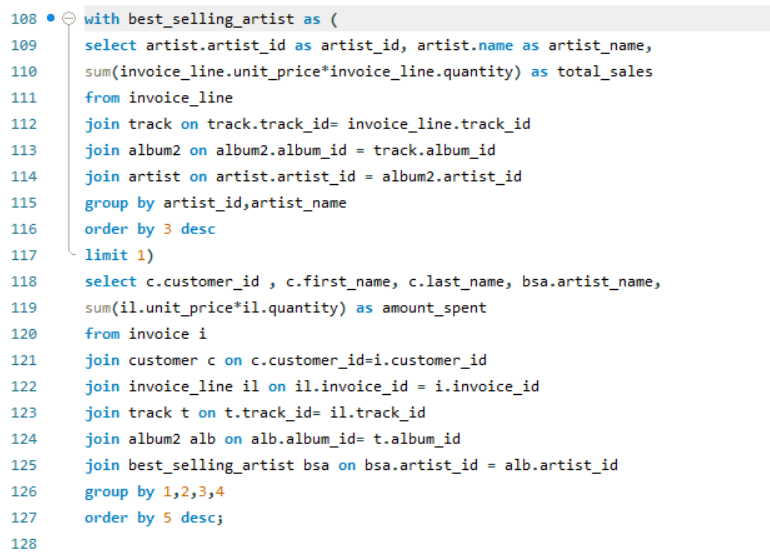 108 with best_selling_artist as (
109 select artist.artist_id as artist_id, artist.name as artist_name,
110 sum(invoice_line.unit_price*invoice_line.quantity) as total_sales
111 from invoice_line
112 join track on track.track_id= invoice_line.track_id
113 join album2 on album2.album_id = track.album_id
114 join artist on artist.artist_id = album2.artist_id
115 group by artist_id,artist_name
116 order by 3 desc
117 limit 1)
118 select c.customer_id , c.first_name, c.last_name, bsa.artist_name,
119 sum(il.unit_price*il.quantity) as amount_spent
120 from invoice i
121 join customer c on c.customer_id=i.customer_id
122 join invoice_line il on il.invoice_id = i.invoice_id
123 join track t on t.track_id= il.track_id
124 join album2 alb on alb.album_id= t.album_id
125 join best_selling_artist bsa on bsa.artist_id = alb.artist_id
126 group by 1,2,3,4
127 order by 5 desc;
128